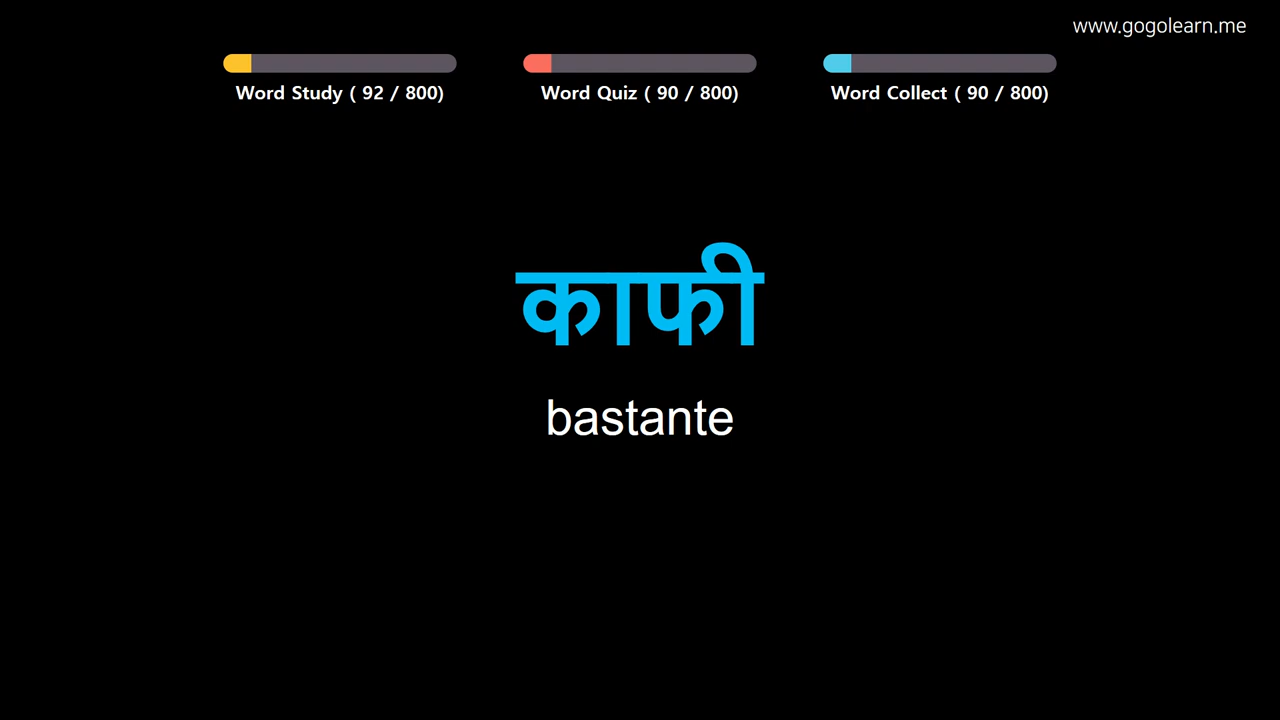 www.gogolearn.me
Word Study ( 92 / 800)
Word Quiz ( 90 / 800)
Word Collect ( 90 / 800)
काफी
bastante